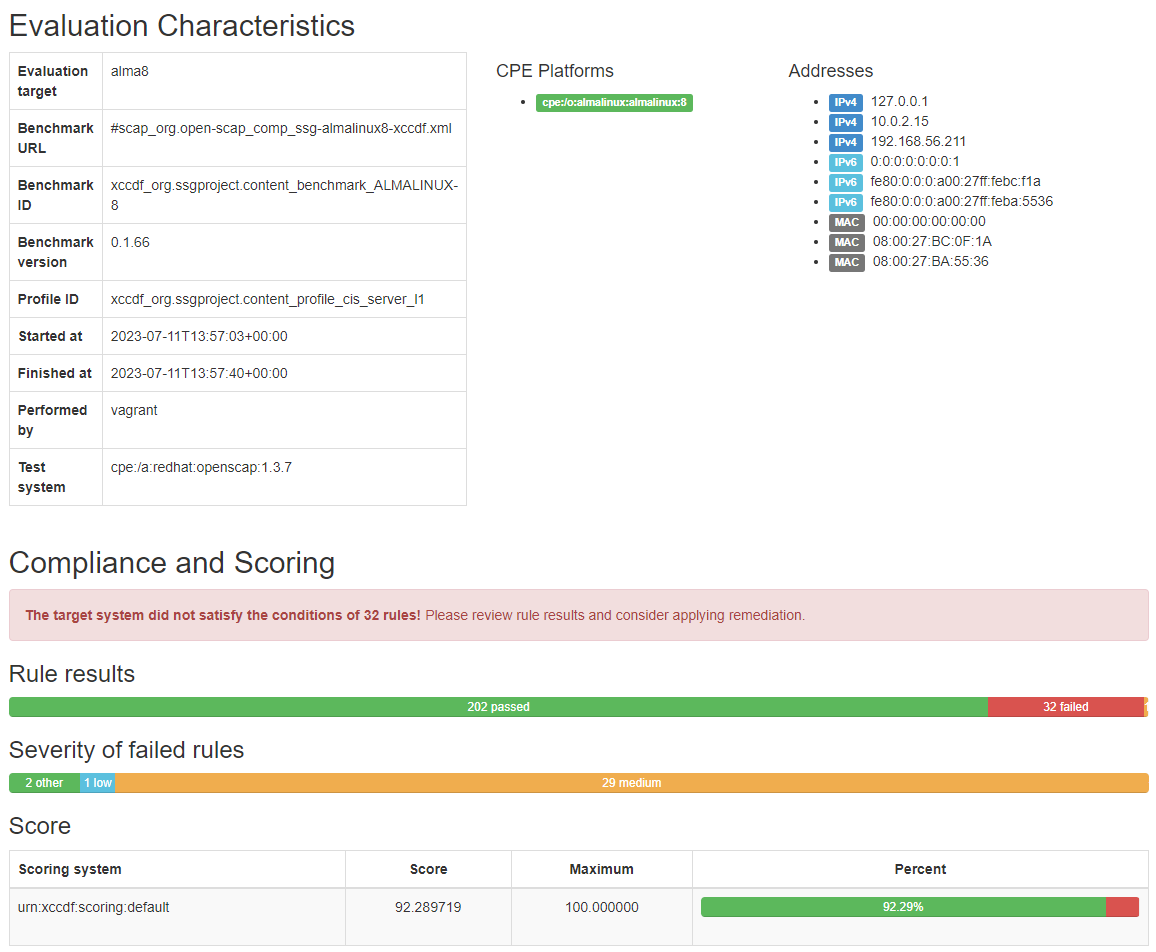 Evaluation Characteristics
Evaluation target
alma8
Benchmark URL
#scap_org.open-scap_comp_ssg-almalinux8-xccdf.xml
Benchmark ID
xccdf_org.ssgproject.content_benchmark_ALMALINUX-8
Benchmark version
0.1.66
Profile ID
xccdf_org.ssgproject.content_profile_cis_server_l1
Started at
2023-07-11T13:57:03+00:00
Finished at
2023-07-11T13:57:40+00:00
Performed by
vagrant
Test system
cpe:/a:redhat:openscap:1.3.7
CPE Platforms
cpe:/o:almalinux:almalinux:8
Addresses
IPv4 127.0.0.1
IPv4 10.0.2.15
IPv4 192.168.56.211
IPv6 0:0:0:0:0:0:0:1
IPv6 fe80:0:0:0:a00:27ff:febc:f1a
IPv6 fe80:0:0:0:a00:27ff:feba:5536
MAC 00:00:00:00:00:00
MAC 08:00:27:BC:0F:1A
MAC 08:00:27:BA:55:36
Compliance and Scoring
The target system did not satisfy the conditions of 32 rules! Please review rule results and consider applying remediation.
Rule results
202 passed
32 failed
Severity of failed rules
2 other
1 low
29 medium
Score
Scoring system
Score
Maximum
Percent
urn:xccdf:scoring:default
92.289719
100.000000
92.29%